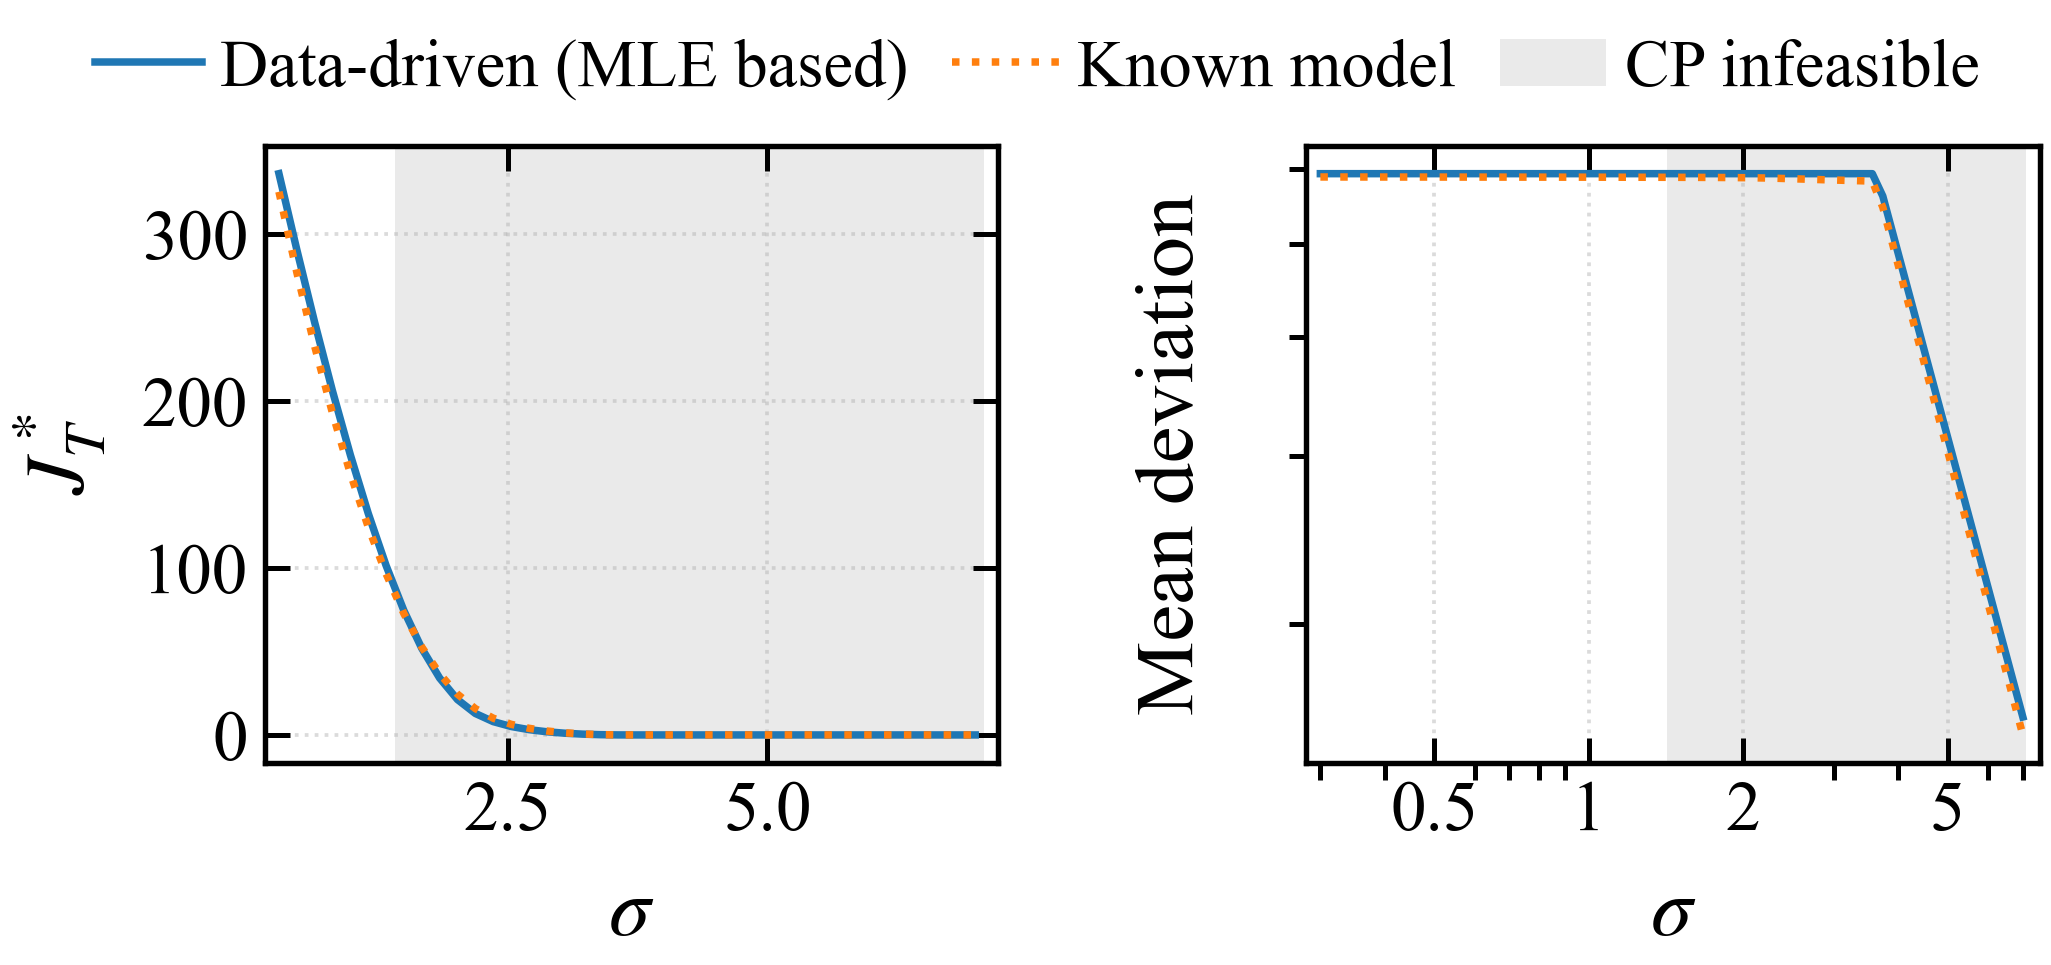 Data-driven (MLE based) Known model CP infeasible
J*T
300
200
100
0
2.5 5.0
σ
Mean deviation
0.5 1 2 5
σ